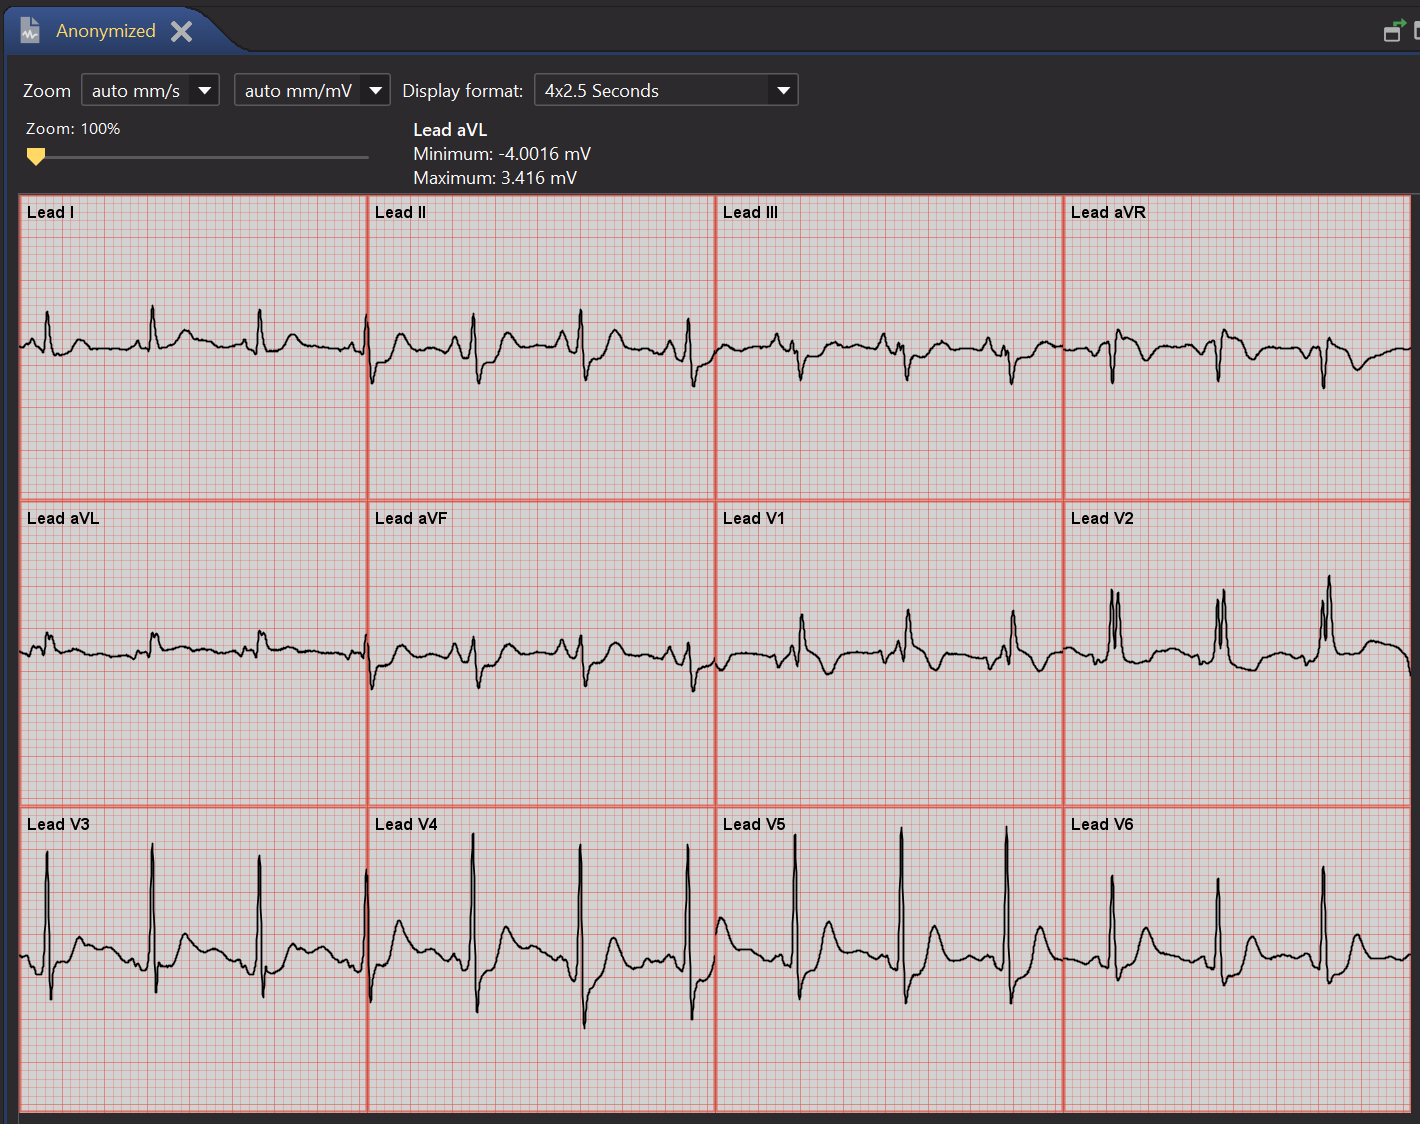 Anonymized
Zoom auto mm/s auto mm/mV Display format: 4x2.5 Seconds
Zoom: 100%
Lead aVL
Minimum: -4.0016 mV
Maximum: 3.416 mV
Lead I Lead II Lead III Lead aVR
Lead aVL Lead aVF Lead V1 Lead V2
Lead V3 Lead V4 Lead V5 Lead V6